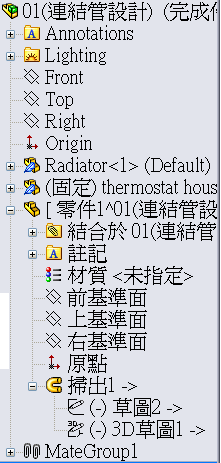 01(連結管設計) (完成
Annotations
Lighting
Front
Top
Right
Origin
Radiator<1> (Default)
(固定) thermostat hous
[ 零件1^01(連結管設
結合於 01(連結管
註記
材質 <未指定>
前基準面
上基準面
右基準面
原點
掃出1 ->
(-) 草圖2 ->
(-) 3D草圖1 ->
MateGroup1